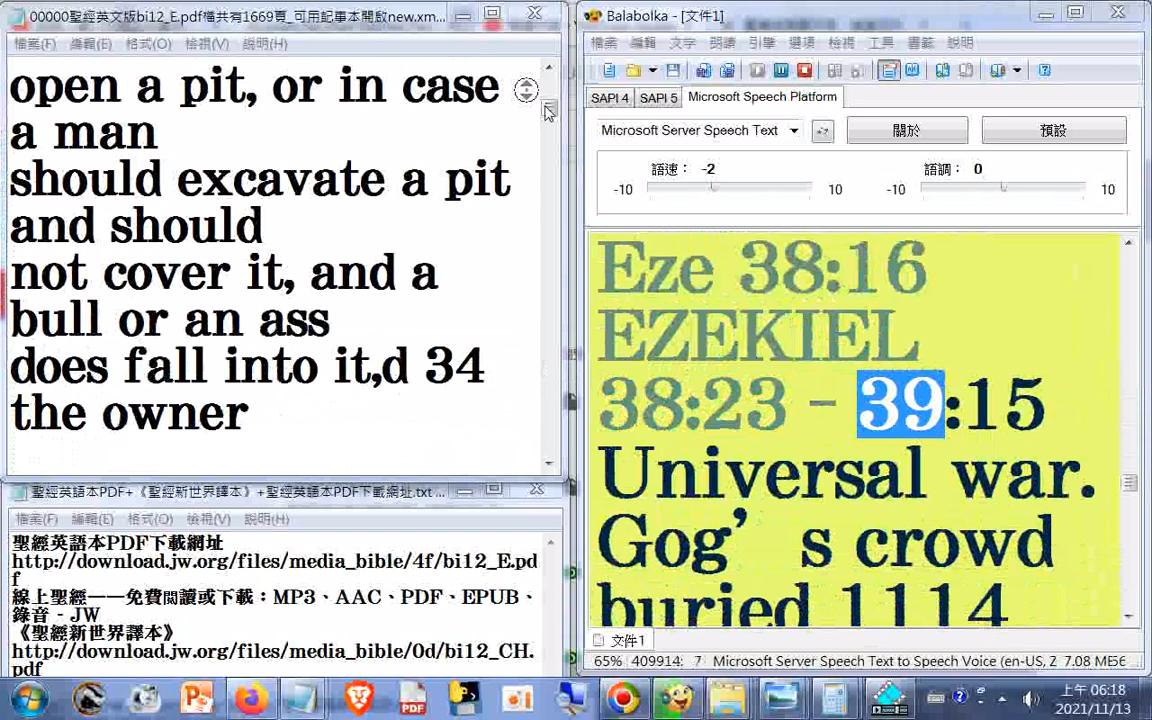 00000聖經英文版bi12_E.pdf檔共有1669頁_可用記事本開啟new.xm...
檔案(F) 編輯(E) 格式(O) 檢視(V) 說明(H)
open a pit, or in case
a man
should excavate a pit
and should
not cover it, and a
bull or an ass
does fall into it,d 34
the owner
聖經英語本PDF+《聖經新世界譯本》+聖經英語本PDF下載網址.txt ...
檔案(F) 編輯(E) 格式(O) 檢視(V) 說明(H)
聖經英語本PDF下載網址
http://download.jw.org/files/media_bible/4f/bi12_E.pd
f
線上聖經——免費閱讀或下載：MP3、AAC、PDF、EPUB、
錄音 - JW
《聖經新世界譯本》
http://download.jw.org/files/media_bible/0d/bi12_CH.
pdf
Balabolka - [文件1]
檔案 編輯 文字 朗讀 引擎 選項 檢視 工具 書籤 說明
SAPI 4 SAPI 5 Microsoft Speech Platform
Microsoft Server Speech Text 關於 預設
語速： -2 語調： 0
-10 10 -10 10
Eze 38:16
EZEKIEL
38:23 – 39:15
Universal war.
Gog’s crowd
buried 1114
文件1
65% 409914: 7 Microsoft Server Speech Text to Speech Voice (en-US, Z 7.08 ME56
PDF
上午 06:18
2021/11/13